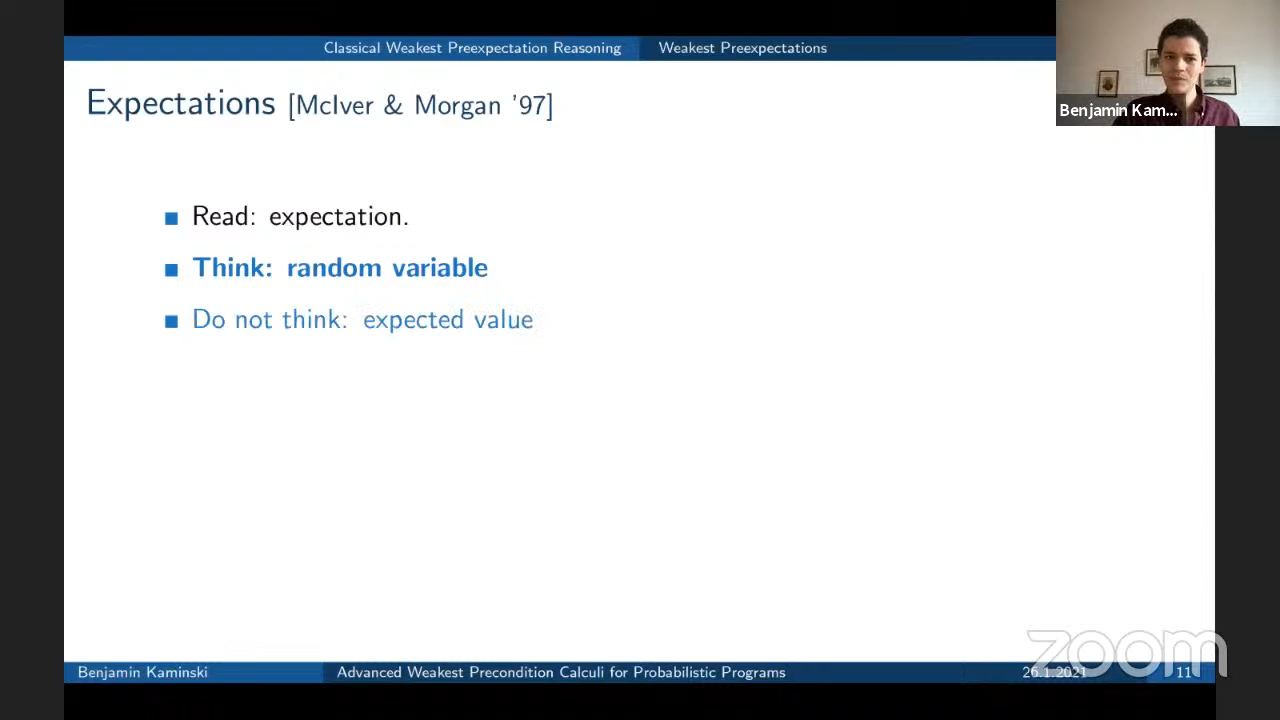 Classical Weakest Preexpectation Reasoning Weakest Preexpectations
Expectations [McIver & Morgan '97]
Benjamin Kam...
Read: expectation.
Think: random variable
Do not think: expected value
zoom
Benjamin Kaminski Advanced Weakest Precondition Calculi for Probabilistic Programs 26.1.2021 11